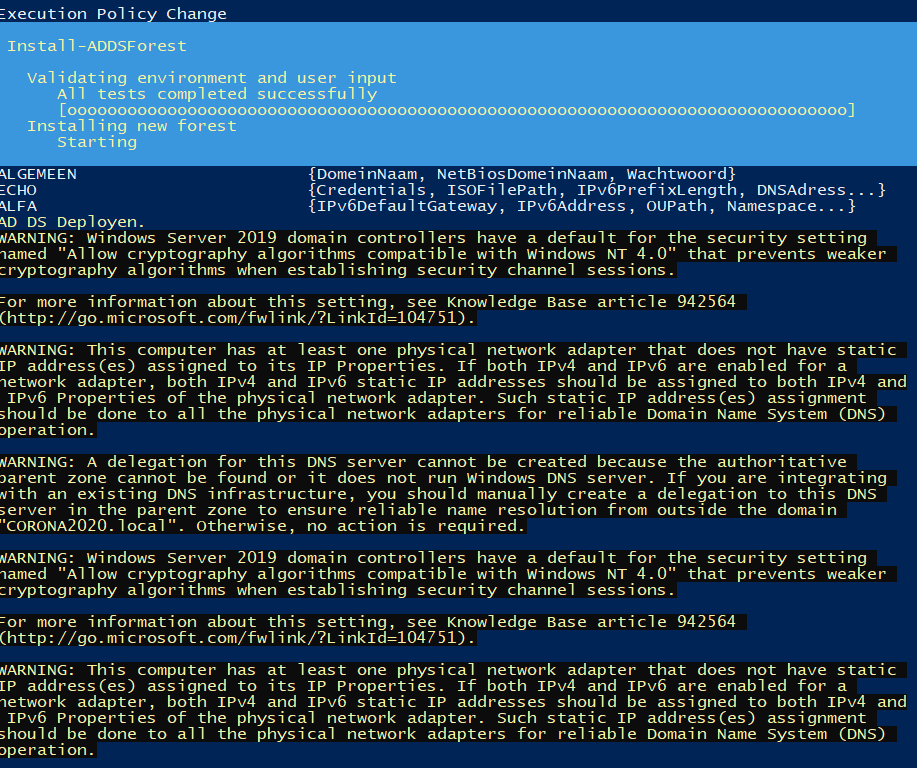 Execution Policy Change
Install-ADDSForest
Validating environment and user input
All tests completed successfully
[oooooooooooooooooooooooooooooooooooooooooooooooooooooooooooooooooooooooooooooo]
Installing new forest
Starting
ALGEMEEN {DomeinNaam, NetBiosDomeinNaam, Wachtwoord}
ECHO {Credentials, ISOFilePath, IPv6PrefixLength, DNSAdress...}
ALFA {IPv6DefaultGateway, IPv6Address, OUPath, Namespace...}
AD DS Deployen.
WARNING: Windows Server 2019 domain controllers have a default for the security setting
named "Allow cryptography algorithms compatible with Windows NT 4.0" that prevents weaker
cryptography algorithms when establishing security channel sessions.
For more information about this setting, see Knowledge Base article 942564
(http://go.microsoft.com/fwlink/?LinkId=104751).
WARNING: This computer has at least one physical network adapter that does not have static
IP address(es) assigned to its IP Properties. If both IPv4 and IPv6 are enabled for a
network adapter, both IPv4 and IPv6 static IP addresses should be assigned to both IPv4 and
IPv6 Properties of the physical network adapter. Such static IP address(es) assignment
should be done to all the physical network adapters for reliable Domain Name System (DNS)
operation.
WARNING: A delegation for this DNS server cannot be created because the authoritative
parent zone cannot be found or it does not run Windows DNS server. If you are integrating
with an existing DNS infrastructure, you should manually create a delegation to this DNS
server in the parent zone to ensure reliable name resolution from outside the domain
"CORONA2020.local". Otherwise, no action is required.
WARNING: Windows Server 2019 domain controllers have a default for the security setting
named "Allow cryptography algorithms compatible with Windows NT 4.0" that prevents weaker
cryptography algorithms when establishing security channel sessions.
For more information about this setting, see Knowledge Base article 942564
(http://go.microsoft.com/fwlink/?LinkId=104751).
WARNING: This computer has at least one physical network adapter that does not have static
IP address(es) assigned to its IP Properties. If both IPv4 and IPv6 are enabled for a
network adapter, both IPv4 and IPv6 static IP addresses should be assigned to both IPv4 and
IPv6 Properties of the physical network adapter. Such static IP address(es) assignment
should be done to all the physical network adapters for reliable Domain Name System (DNS)
operation.